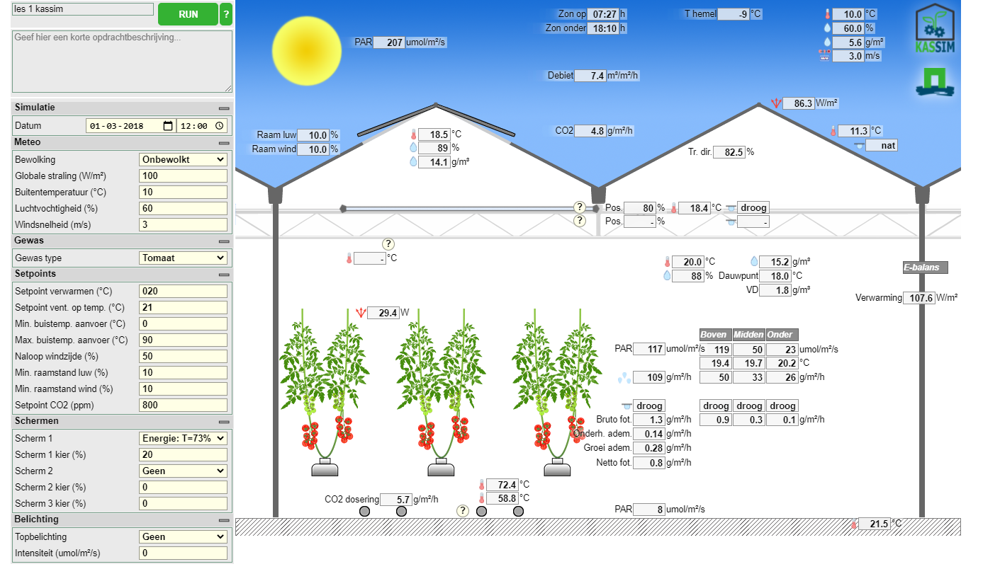 les 1 kassim
RUN
?
Geef hier een korte opdrachtbeschrijving...
Simulatie
Datum 01-03-2018 12:00
Meteo
Bewolking Onbewolkt
Globale straling (W/m²) 100
Buitentemperatuur (°C) 10
Luchtvochtigheid (%) 60
Windsnelheid (m/s) 3
Gewas
Gewas type Tomaat
Setpoints
Setpoint verwarmen (°C) 020
Setpoint vent. op temp. (°C) 21
Min. buistemp. aanvoer (°C) 0
Max. buistemp. aanvoer (°C) 90
Naloop windzijde (%) 50
Min. raamstand luw (%) 10
Min. raamstand wind (%) 10
Setpoint CO2 (ppm) 800
Schermen
Scherm 1 Energie: T=73%
Scherm 1 kier (%) 20
Scherm 2 Geen
Scherm 2 kier (%) 0
Scherm 3 kier (%) 0
Belichting
Topbelichting Geen
Intensiteit (umol/m²/s) 0
Zon op 07:27 h
Zon onder 18:10 h
T hemel -9 °C
10.0 °C
60.0 %
5.6 g/m³
3.0 m/s
KASSIM
PAR 207 umol/m²/s
Debiet 7.4 m³/m²/h
86.3 W/m²
CO2 4.8 g/m²/h
11.3 °C
nat
Raam luw 10.0 %
Raam wind 10.0 %
18.5 °C
89 %
14.1 g/m³
Tr. dir. 82.5 %
? Pos. 80 % 18.4 °C droog
? Pos. - % -
?
- °C
20.0 °C 15.2 g/m³
88 % Dauwpunt 18.0 °C
VD 1.8 g/m³
E-balans
Verwarming 107.6 W/m²
29.4 W
Boven Midden Onder
PAR 117 umol/m²/s 119 50 23 umol/m²/s
19.4 19.7 20.2 °C
109 g/m²/h 50 33 26 g/m²/h
droog droog droog droog
Bruto fot. 1.3 g/m²/h 0.9 0.3 0.1 g/m²/h
Onderh. adem. 0.14 g/m²/h
Groei adem. 0.28 g/m²/h
Netto fot. 0.8 g/m²/h
72.4 °C
58.8 °C
CO2 dosering 5.7 g/m²/h
?
PAR 8 umol/m²/s
21.5 °C